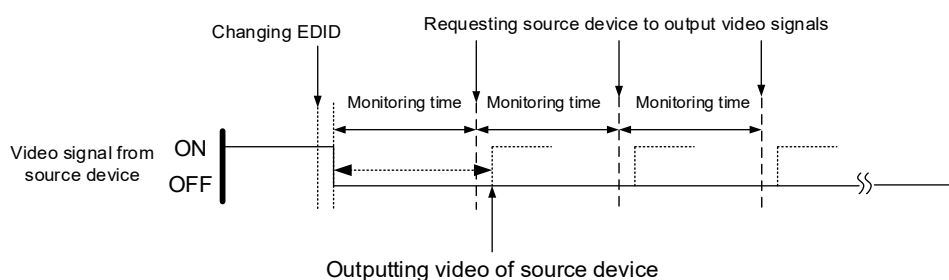 Requesting source device to output video signals
Changing EDID
Monitoring time
Monitoring time
Monitoring time
Video signal from
source device
ON
OFF
Outputting video of source device